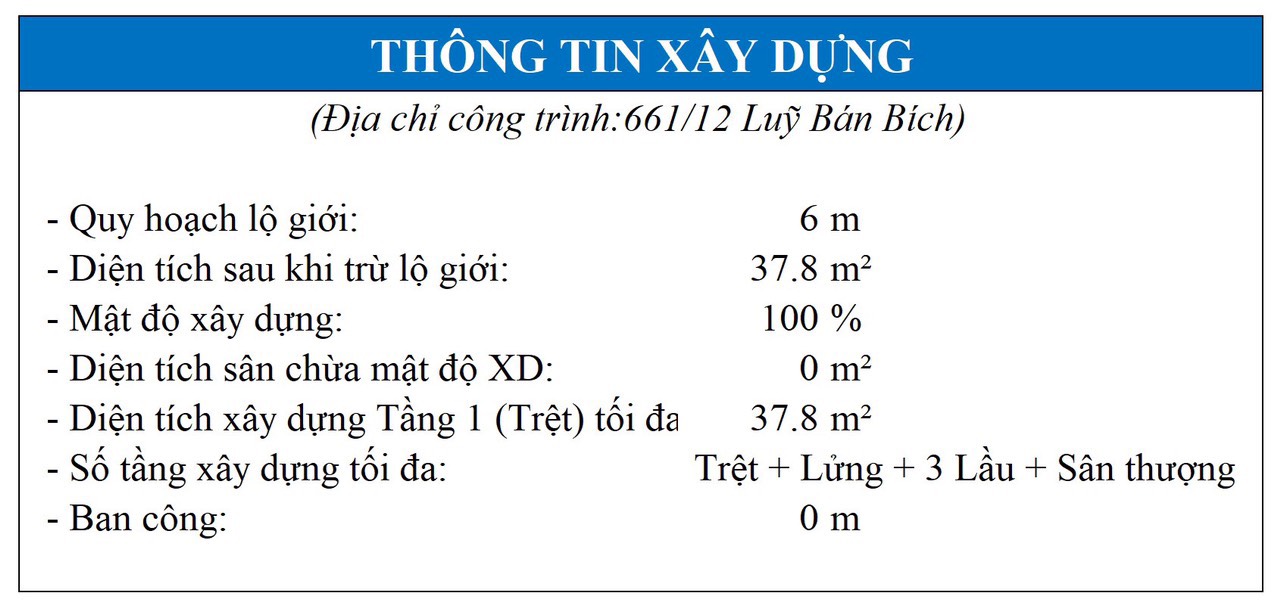 THÔNG TIN XÂY DỰNG
(Địa chỉ công trình:661/12 Luỹ Bán Bích)
- Quy hoạch lộ giới: 6 m
- Diện tích sau khi trừ lộ giới: 37.8 m²
- Mật độ xây dựng: 100 %
- Diện tích sân chừa mật độ XD: 0 m²
- Diện tích xây dựng Tầng 1 (Trệt) tối đa 37.8 m²
- Số tầng xây dựng tối đa: Trệt + Lửng + 3 Lầu + Sân thượng
- Ban công: 0 m